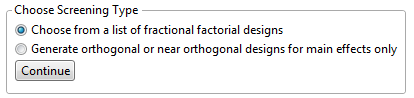 Choose Screening Type
Choose from a list of fractional factorial designs
Generate orthogonal or near orthogonal designs for main effects only
Continue